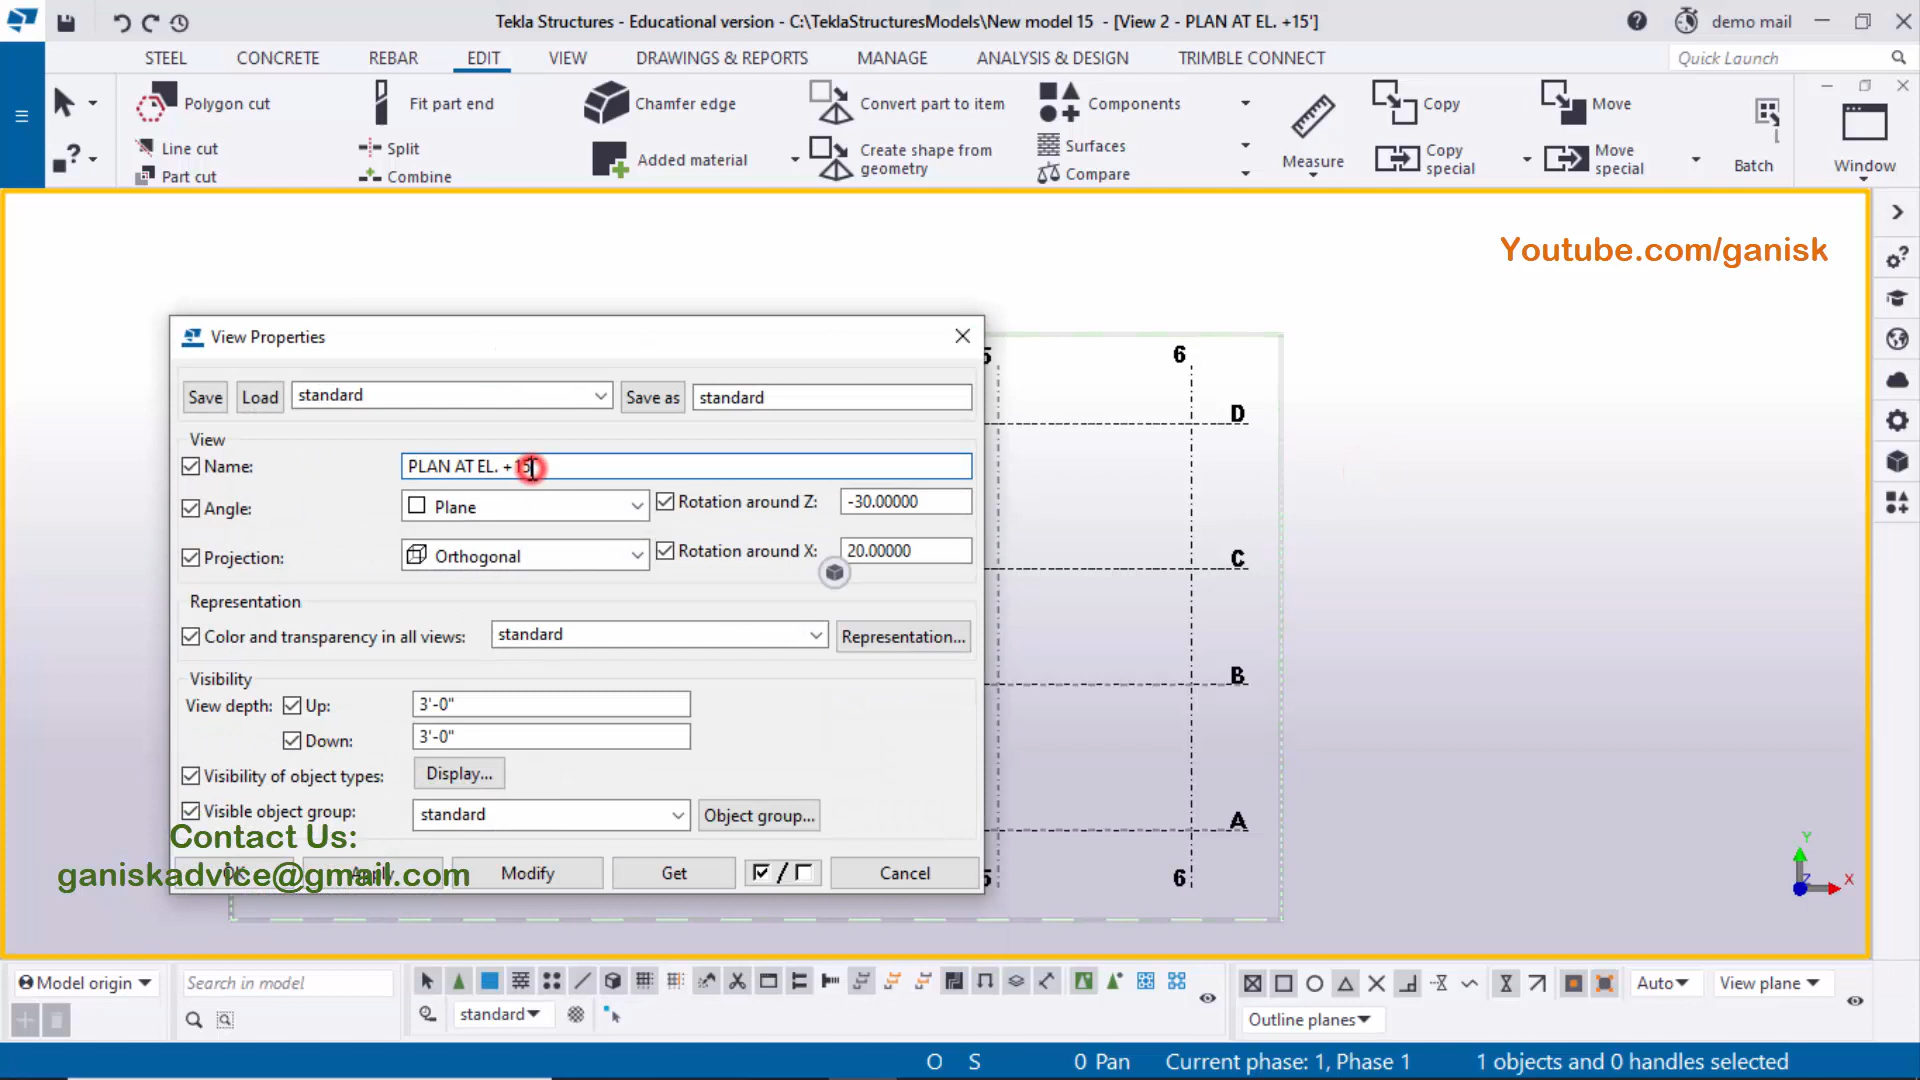 Tekla Structures - Educational version - C:\TeklaStructuresModels\New model 15 - [View 2 - PLAN AT EL. +15']
demo mail
STEEL CONCRETE REBAR EDIT VIEW DRAWINGS & REPORTS MANAGE ANALYSIS & DESIGN TRIMBLE CONNECT
Quick Launch
Polygon cut
Line cut
Part cut
Fit part end
Split
Combine
Chamfer edge
Added material
Convert part to item
Create shape from
geometry
Components
Surfaces
Compare
Measure
Copy
Copy
special
Move
Move
special
Batch
Window
Youtube.com/ganisk
View Properties
Save Load standard Save as standard
View
Name: PLAN AT EL. +15
Angle: Plane Rotation around Z: -30.00000
Projection: Orthogonal Rotation around X: 20.00000
Representation
Color and transparency in all views: standard Representation...
Visibility
View depth: Up: 3'-0"
Down: 3'-0"
Visibility of object types: Display...
Visible object group: standard Object group...
OK Apply Modify Get / Cancel
Contact Us:
ganiskadvice@gmail.com
5 6
D
C
B
A
5 6
Y
Z X
Model origin
Search in model
standard
Auto
View plane
Outline planes
O S 0 Pan Current phase: 1, Phase 1 1 objects and 0 handles selected